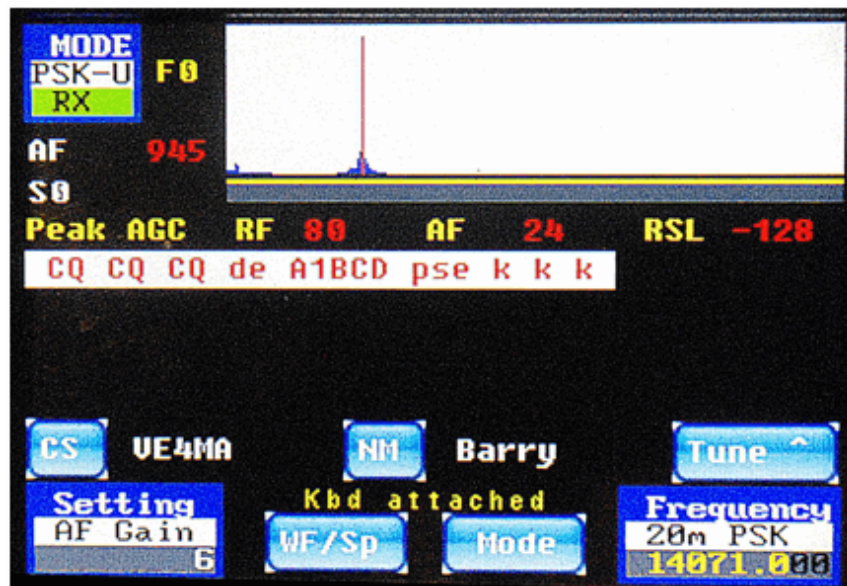 MODE
PSK-U F0
RX
AF 945
S0
Peak AGC RF 80 AF 24 RSL -128
CQ CQ CQ de A1BCD pse k k k
CS VE4MA NM Barry Tune ^
Setting Kbd attached Frequency
AF Gain WF/Sp Mode 20m PSK
6 14071.000